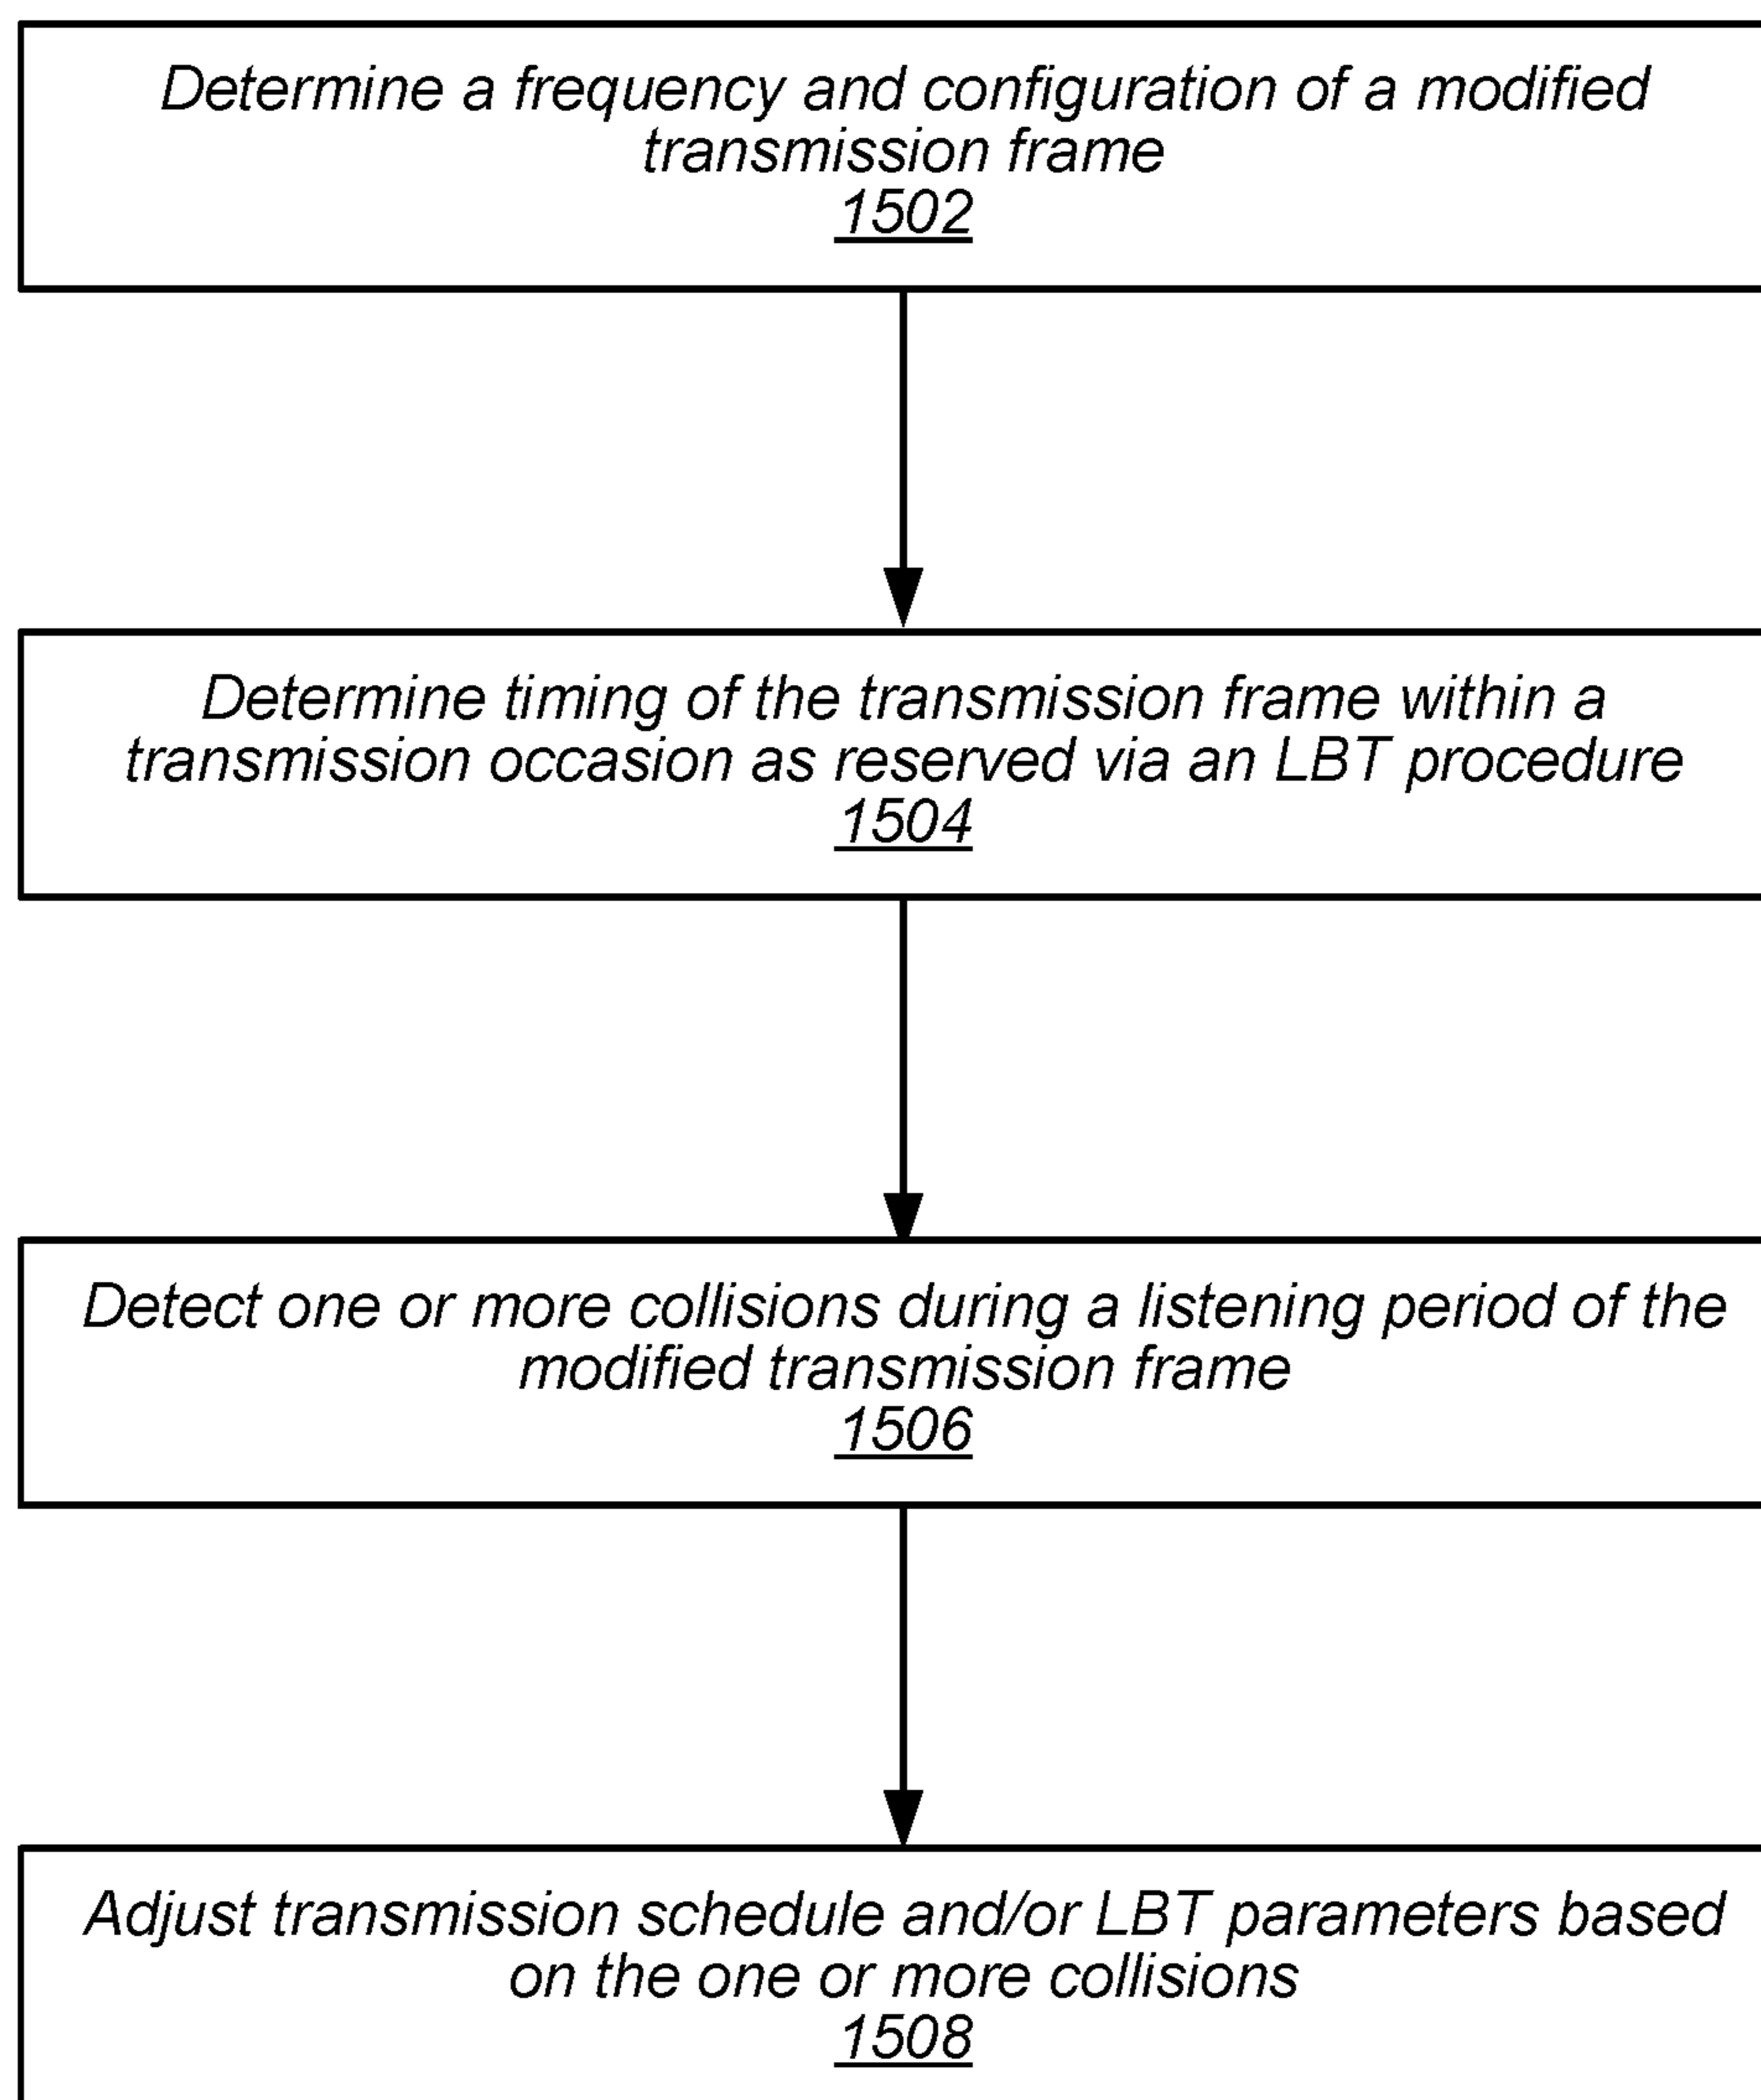 Determine a frequency and configuration of a modified
transmission frame
1502
Determine timing of the transmission frame within a
transmission occasion as reserved via an LBT procedure
1504
Detect one or more collisions during a listening period of the
modified transmission frame
1506
Adjust transmission schedule and/or LBT parameters based
on the one or more collisions
1508